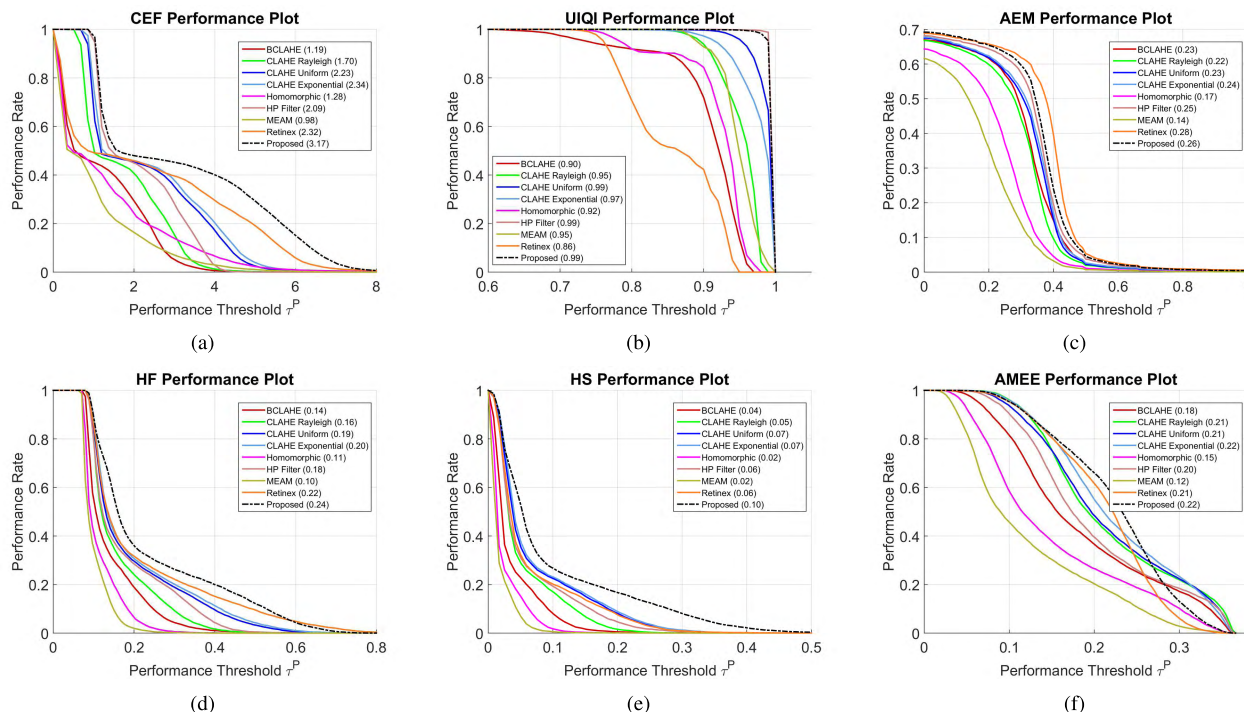 CEF Performance Plot
Performance Rate
1
0.8
0.6
0.4
0.2
0
0
2
4
6
8
Performance Threshold τ^P
BCLAHE (1.19)
CLAHE Rayleigh (1.70)
CLAHE Uniform (2.23)
CLAHE Exponential (2.34)
Homomorphic (1.28)
HP Filter (2.09)
MEAM (0.98)
Retinex (2.32)
Proposed (3.17)
(a)
UIQI Performance Plot
Performance Rate
1
0.8
0.6
0.4
0.2
0
0.6
0.7
0.8
0.9
1
Performance Threshold τ^P
BCLAHE (0.90)
CLAHE Rayleigh (0.95)
CLAHE Uniform (0.99)
CLAHE Exponential (0.97)
Homomorphic (0.92)
HP Filter (0.99)
MEAM (0.95)
Retinex (0.86)
Proposed (0.99)
(b)
AEM Performance Plot
Performance Rate
0.7
0.6
0.5
0.4
0.3
0.2
0.1
0
0
0.2
0.4
0.6
0.8
Performance Threshold τ^P
BCLAHE (0.23)
CLAHE Rayleigh (0.22)
CLAHE Uniform (0.23)
CLAHE Exponential (0.24)
Homomorphic (0.17)
HP Filter (0.25)
MEAM (0.14)
Retinex (0.28)
Proposed (0.26)
(c)
HF Performance Plot
Performance Rate
1
0.8
0.6
0.4
0.2
0
0
0.2
0.4
0.6
0.8
Performance Threshold τ^P
BCLAHE (0.14)
CLAHE Rayleigh (0.16)
CLAHE Uniform (0.19)
CLAHE Exponential (0.20)
Homomorphic (0.11)
HP Filter (0.18)
MEAM (0.10)
Retinex (0.22)
Proposed (0.24)
(d)
HS Performance Plot
Performance Rate
1
0.8
0.6
0.4
0.2
0
0
0.1
0.2
0.3
0.4
0.5
Performance Threshold τ^P
BCLAHE (0.04)
CLAHE Rayleigh (0.05)
CLAHE Uniform (0.07)
CLAHE Exponential (0.07)
Homomorphic (0.02)
HP Filter (0.06)
MEAM (0.02)
Retinex (0.06)
Proposed (0.10)
(e)
AMEE Performance Plot
Performance Rate
1
0.8
0.6
0.4
0.2
0
0
0.1
0.2
0.3
Performance Threshold τ^P
BCLAHE (0.18)
CLAHE Rayleigh (0.21)
CLAHE Uniform (0.21)
CLAHE Exponential (0.22)
Homomorphic (0.15)
HP Filter (0.20)
MEAM (0.12)
Retinex (0.21)
Proposed (0.22)
(f)